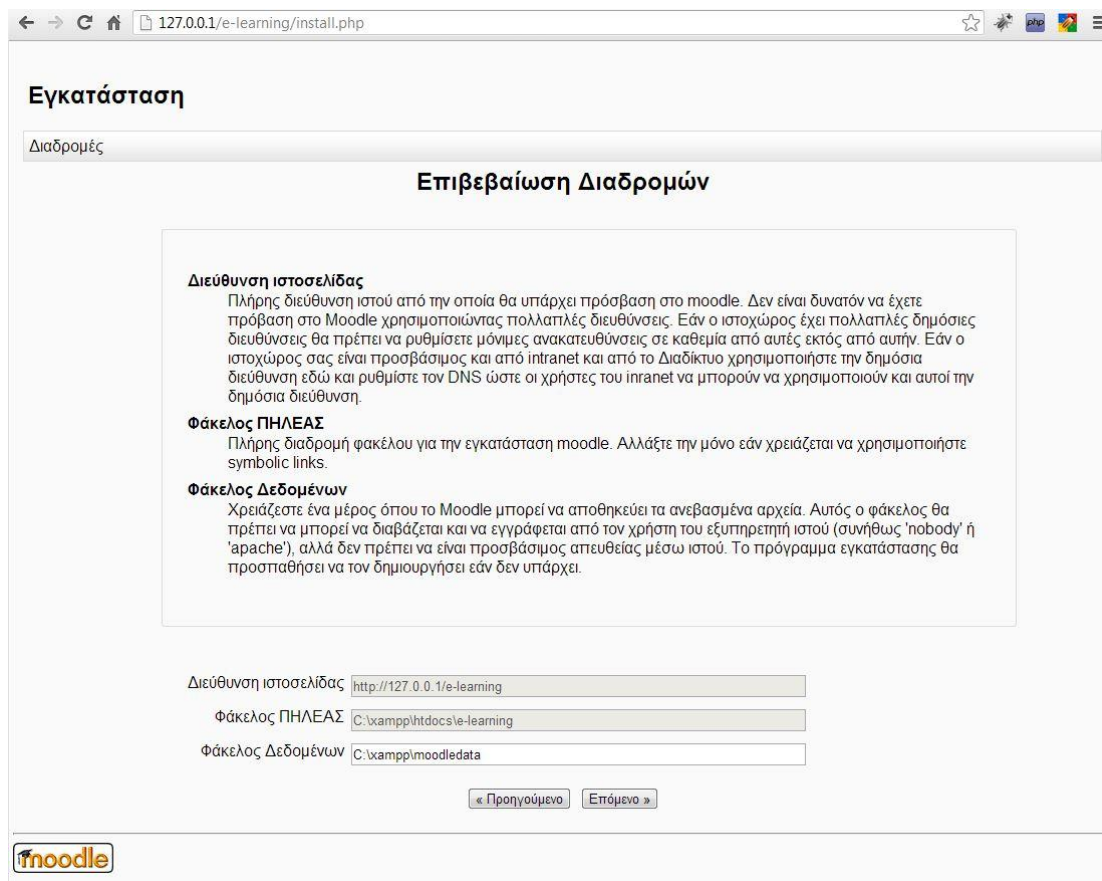 127.0.0.1/e-learning/install.php
php
Εγκατάσταση
Διαδρομές
Επιβεβαίωση Διαδρομών
Διεύθυνση ιστοσελίδας
Πλήρης διεύθυνση ιστού από την οποία θα υπάρχει πρόσβαση στο moodle. Δεν είναι δυνατόν να έχετε
πρόβαση στο Moodle χρησιμοποιώντας πολλαπλές διευθύνσεις. Εάν ο ιστοχώρος έχει πολλαπλές δημόσιες
διευθύνσεις θα πρέπει να ρυθμίσετε μόνιμες ανακατευθύνσεις σε καθεμία από αυτές εκτός από αυτήν. Εάν ο
ιστοχώρος σας είναι προσβάσιμος και από intranet και από το Διαδίκτυο χρησιμοποιήστε την δημόσια
διεύθυνση εδώ και ρυθμίστε τον DNS ώστε οι χρήστες του inranet να μπορούν να χρησιμοποιούν και αυτοί την
δημόσια διεύθυνση.
Φάκελος ΠΗΛΕΑΣ
Πλήρης διαδρομή φακέλου για την εγκατάσταση moodle. Αλλάξτε την μόνο εάν χρειάζεται να χρησιμοποιήστε
symbolic links.
Φάκελος Δεδομένων
Χρειάζεστε ένα μέρος όπου το Moodle μπορεί να αποθηκεύει τα ανεβασμένα αρχεία. Αυτός ο φάκελος θα
πρέπει να μπορεί να διαβάζεται και να εγγράφεται από τον χρήστη του εξυπηρετητή ιστού (συνήθως 'nobody' ή
'apache'), αλλά δεν πρέπει να είναι προσβάσιμος απευθείας μέσω ιστού. Το πρόγραμμα εγκατάστασης θα
προσπαθήσει να τον δημιουργήσει εάν δεν υπάρχει.
Διεύθυνση ιστοσελίδας http://127.0.0.1/e-learning
Φάκελος ΠΗΛΕΑΣ C:\xampp\htdocs\e-learning
Φάκελος Δεδομένων C:\xampp\moodledata
« Προηγούμενο Επόμενο »
moodle